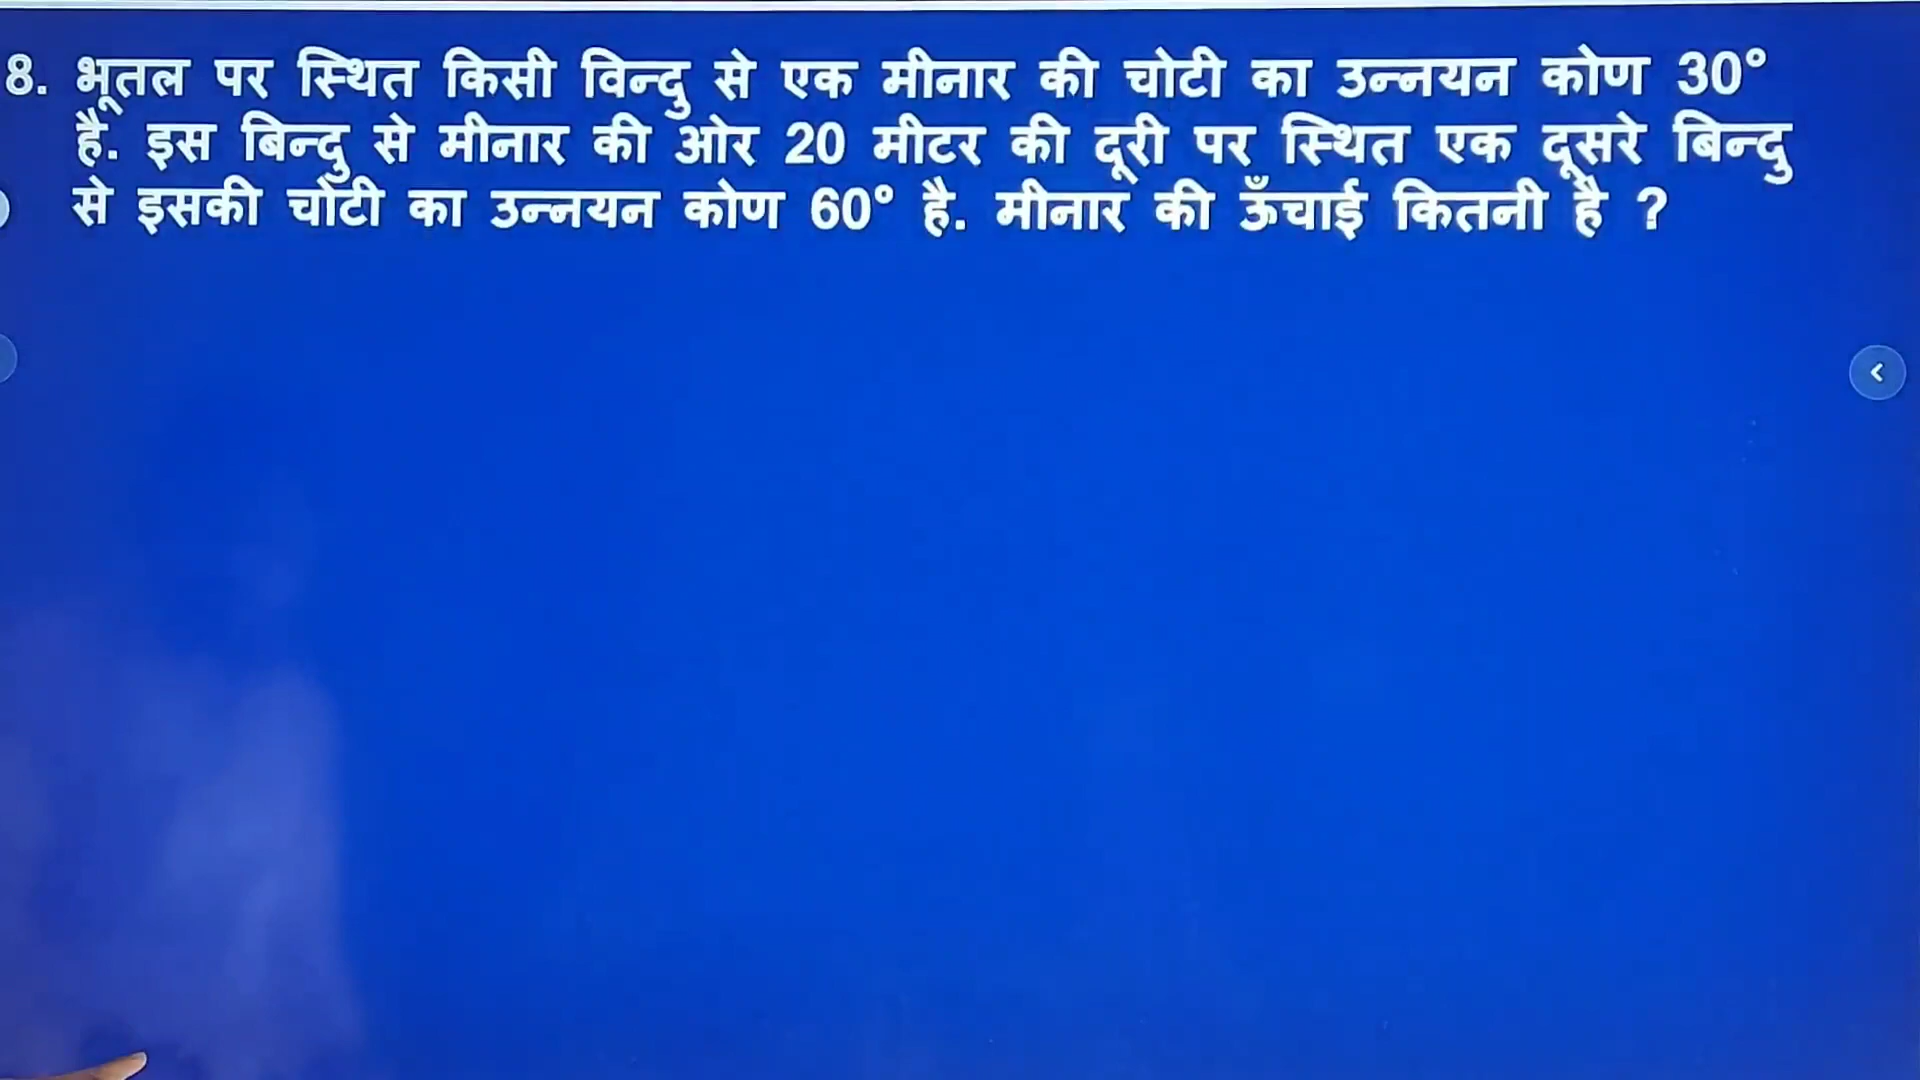 8. भूतल पर स्थित किसी विन्दु से एक मीनार की चोटी का उन्नयन कोण 30°
है. इस बिन्दु से मीनार की ओर 20 मीटर की दूरी पर स्थित एक दूसरे बिन्दु
से इसकी चोटी का उन्नयन कोण 60° है. मीनार की ऊँचाई कितनी है ?